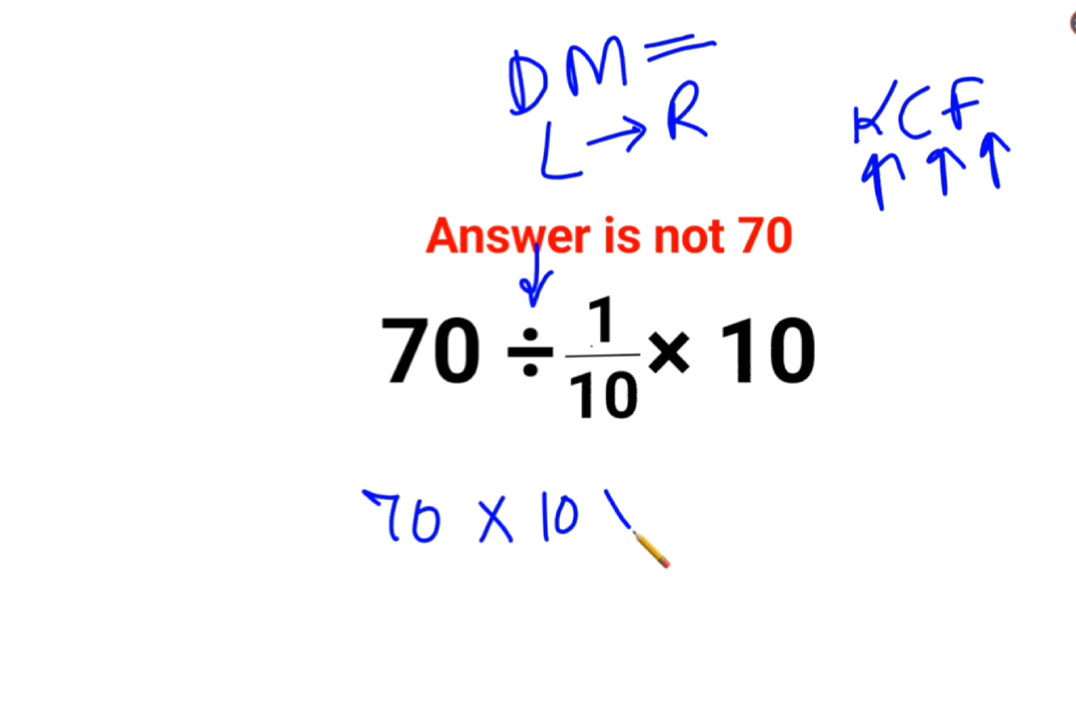 DM
L → R
KCF
↑ ↑ ↑
Answer is not 70
70 ÷ 1/10 × 10
70 × 10 \